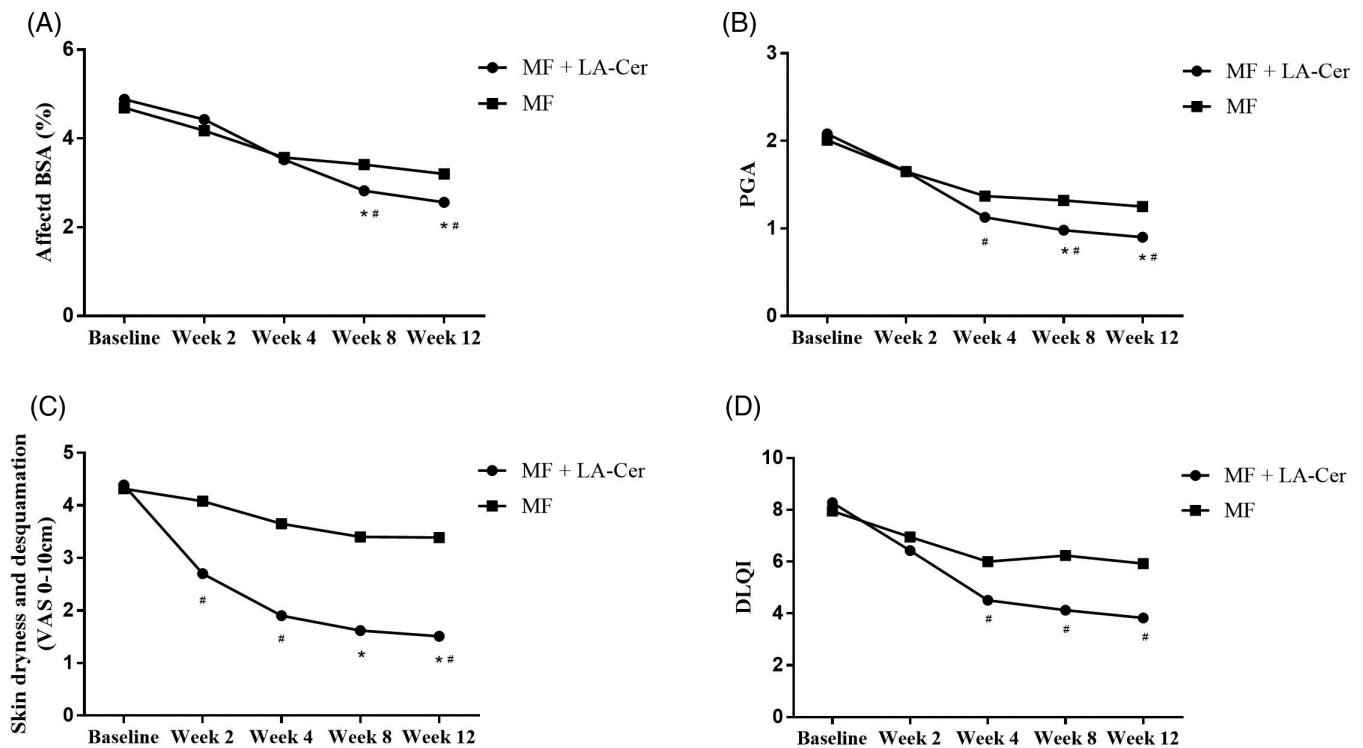 (A)
6
4
2
0
Affectd BSA (%)
Baseline Week 2 Week 4 Week 8 Week 12
* #
* #
MF + LA-Cer
MF
(B)
3
2
1
0
PGA
Baseline Week 2 Week 4 Week 8 Week 12
#
* #
* #
MF + LA-Cer
MF
(C)
5
4
3
2
1
0
Skin dryness and desquamation
(VAS 0-10cm)
Baseline Week 2 Week 4 Week 8 Week 12
#
#
*
* #
MF + LA-Cer
MF
(D)
10
8
6
4
2
0
DLQI
Baseline Week 2 Week 4 Week 8 Week 12
#
#
#
MF + LA-Cer
MF